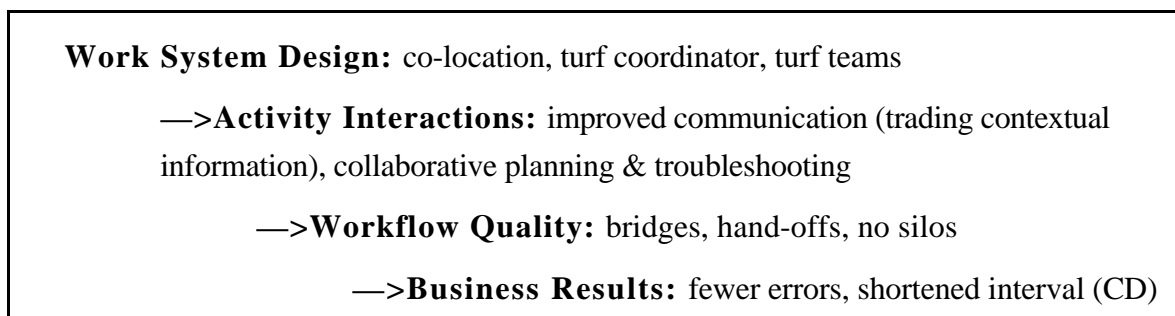 Work System Design: co-location, turf coordinator, turf teams
—>Activity Interactions: improved communication (trading contextual
information), collaborative planning & troubleshooting
—>Workflow Quality: bridges, hand-offs, no silos
—>Business Results: fewer errors, shortened interval (CD)